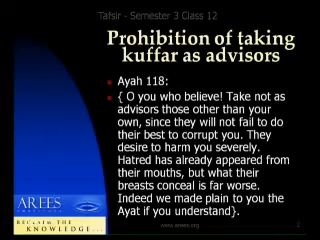 Tafsir - Semester 3 Class 12
Prohibition of taking
kuffar as advisors
Ayah 118:
{ O you who believe! Take not as
advisors those other than your
own, since they will not fail to do
their best to corrupt you. They
desire to harm you severely.
Hatred has already appeared from
their mouths, but what their
breasts conceal is far worse.
Indeed we made plain to you the
Ayat if you understand}.
AREES
INSTITUTE
RECLAIM THE
KNOWLEDGE
www.arees.org
2